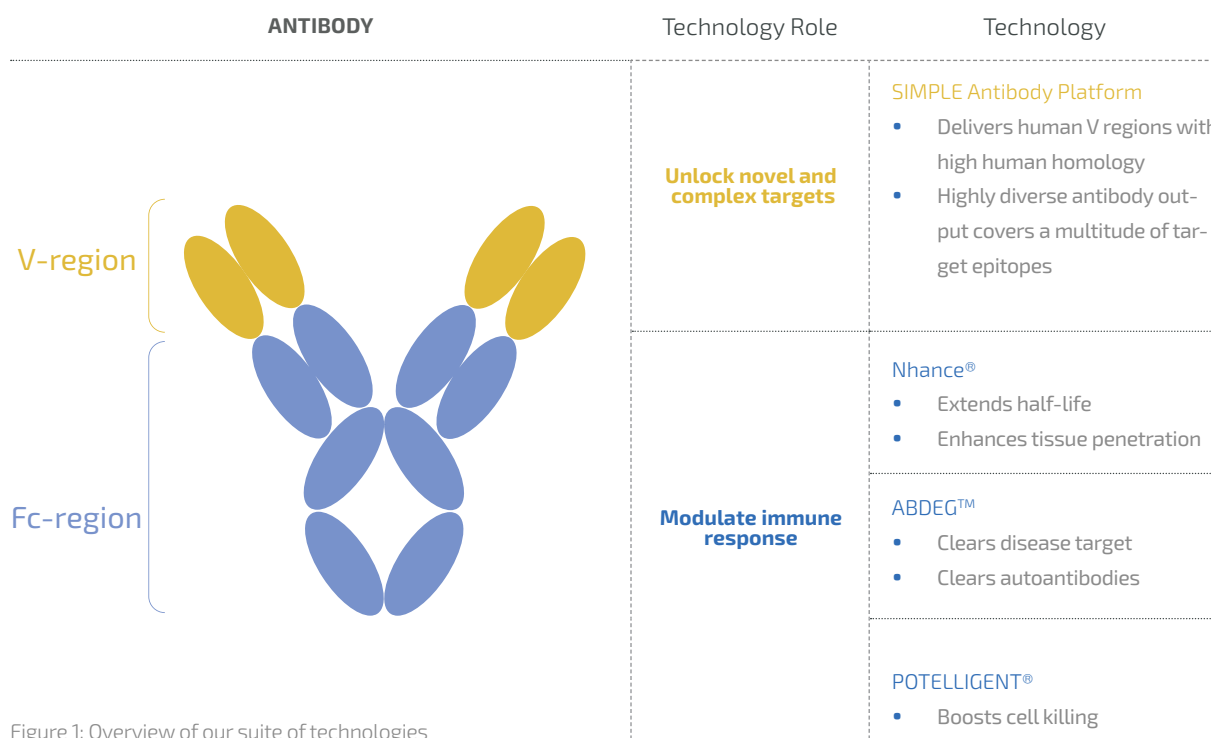 ANTIBODY
Technology Role
Technology
V-region
Fc-region
Unlock novel and
complex targets
SIMPLE Antibody Platform
• Delivers human V regions with
high human homology
• Highly diverse antibody out-
put covers a multitude of tar-
get epitopes
Modulate immune
response
Nhance®
• Extends half-life
• Enhances tissue penetration
ABDEG™
• Clears disease target
• Clears autoantibodies
POTELLIGENT®
• Boosts cell killing
Figure 1: Overview of our suite of technologies